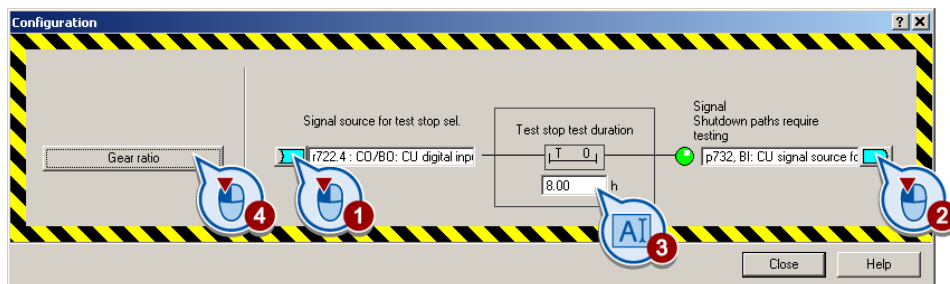 Configuration
Signal source for test stop sel.
Test stop test duration
Signal
Shutdown paths require
testing
Gear ratio
r722.4 : CO/BO: CU digital inpu
T 0
p732, BI: CU signal source fo
8.00 h
4
1
AI
3
2
Close
Help